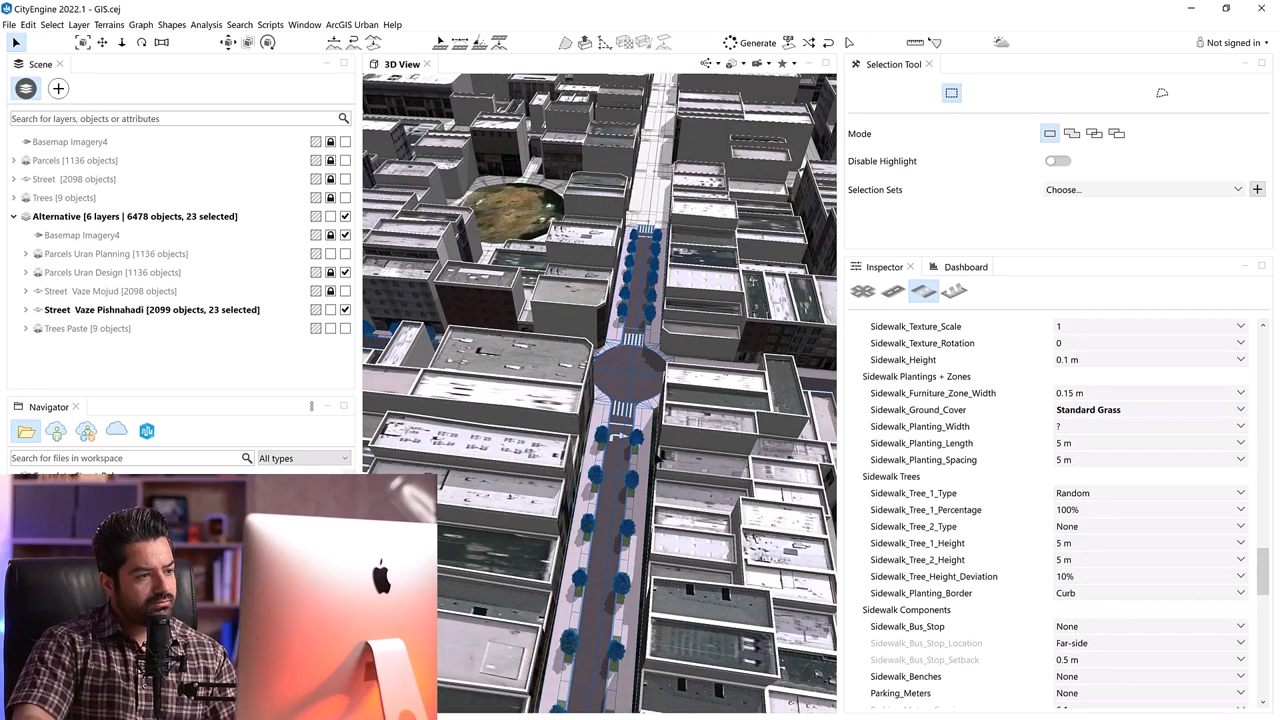 CityEngine 2022.1 - GIS.cej
File Edit Select Layer Terrains Graph Shapes Analysis Search Scripts Window ArcGIS Urban Help
Generate
Not signed in
Scene
3D View
Selection Tool
Search for layers, objects or attributes
Mode
Disable Highlight
Selection Sets Choose...
Basemap Imagery4
Parcels [1136 objects]
Street [2098 objects]
Trees [9 objects]
Alternative [6 layers | 6478 objects, 23 selected]
Basemap Imagery4
Parcels Uran Planning [1136 objects]
Parcels Uran Design [1136 objects]
Street Vaze Mojud [2098 objects]
Street Vaze Pishnahadi [2099 objects, 23 selected]
Trees Paste [9 objects]
Navigator
Search for files in workspace All types
Inspector Dashboard
Sidewalk_Texture_Scale 1
Sidewalk_Texture_Rotation 0
Sidewalk_Height 0.1 m
Sidewalk Plantings + Zones
Sidewalk_Furniture_Zone_Width 0.15 m
Sidewalk_Ground_Cover Standard Grass
Sidewalk_Planting_Width ?
Sidewalk_Planting_Length 5 m
Sidewalk_Planting_Spacing 5 m
Sidewalk Trees
Sidewalk_Tree_1_Type Random
Sidewalk_Tree_1_Percentage 100%
Sidewalk_Tree_2_Type None
Sidewalk_Tree_1_Height 5 m
Sidewalk_Tree_2_Height 5 m
Sidewalk_Tree_Height_Deviation 10%
Sidewalk_Planting_Border Curb
Sidewalk Components
Sidewalk_Bus_Stop None
Sidewalk_Bus_Stop_Location Far-side
Sidewalk_Bus_Stop_Setback 0.5 m
Sidewalk_Benches None
Parking_Meters None